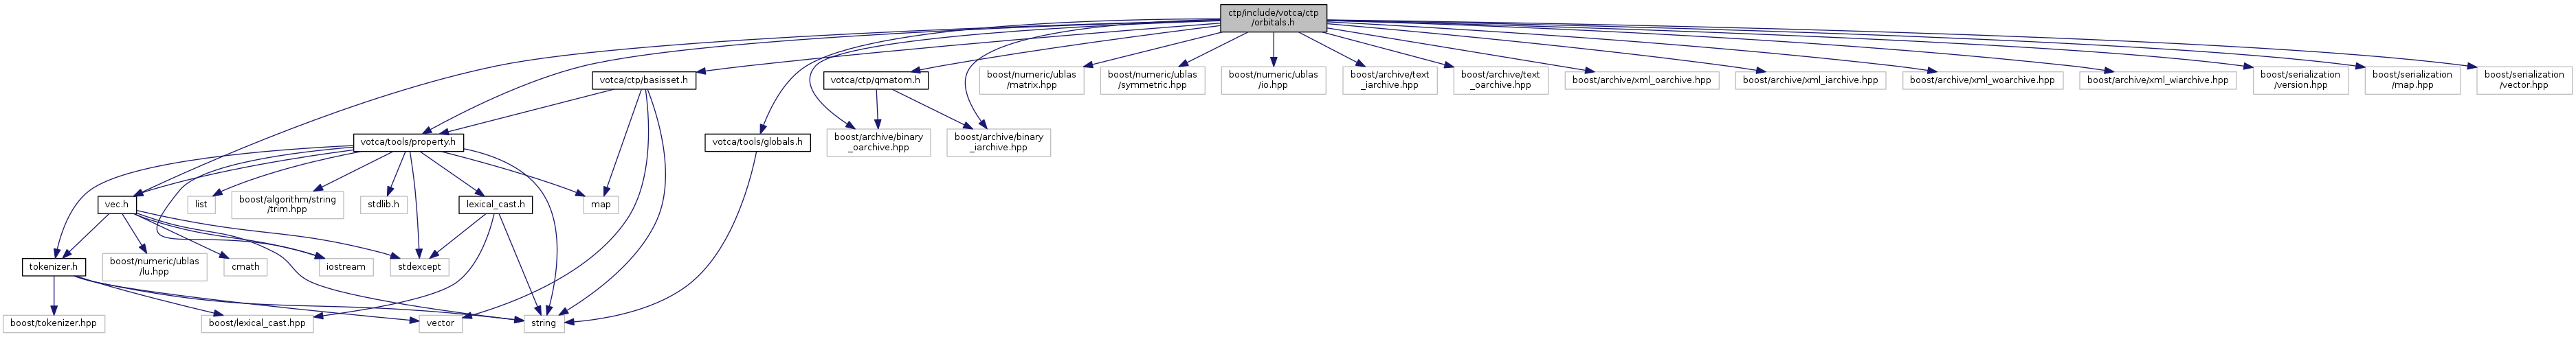 ctp/include/votca/ctp
/orbitals.h
votca/ctp/basisset.h
votca/ctp/qmatom.h
boost/numeric/ublas
/matrix.hpp
boost/numeric/ublas
/symmetric.hpp
boost/numeric/ublas
/io.hpp
boost/archive/text
_iarchive.hpp
boost/archive/text
_oarchive.hpp
boost/archive/xml_oarchive.hpp
boost/archive/xml_iarchive.hpp
boost/archive/xml_woarchive.hpp
boost/archive/xml_wiarchive.hpp
boost/serialization
/version.hpp
boost/serialization
/map.hpp
boost/serialization
/vector.hpp
votca/tools/property.h
votca/tools/globals.h
boost/archive/binary
_oarchive.hpp
boost/archive/binary
_iarchive.hpp
vec.h
list
boost/algorithm/string
/trim.hpp
stdlib.h
lexical_cast.h
map
tokenizer.h
boost/numeric/ublas
/lu.hpp
cmath
iostream
stdexcept
boost/tokenizer.hpp
boost/lexical_cast.hpp
vector
string